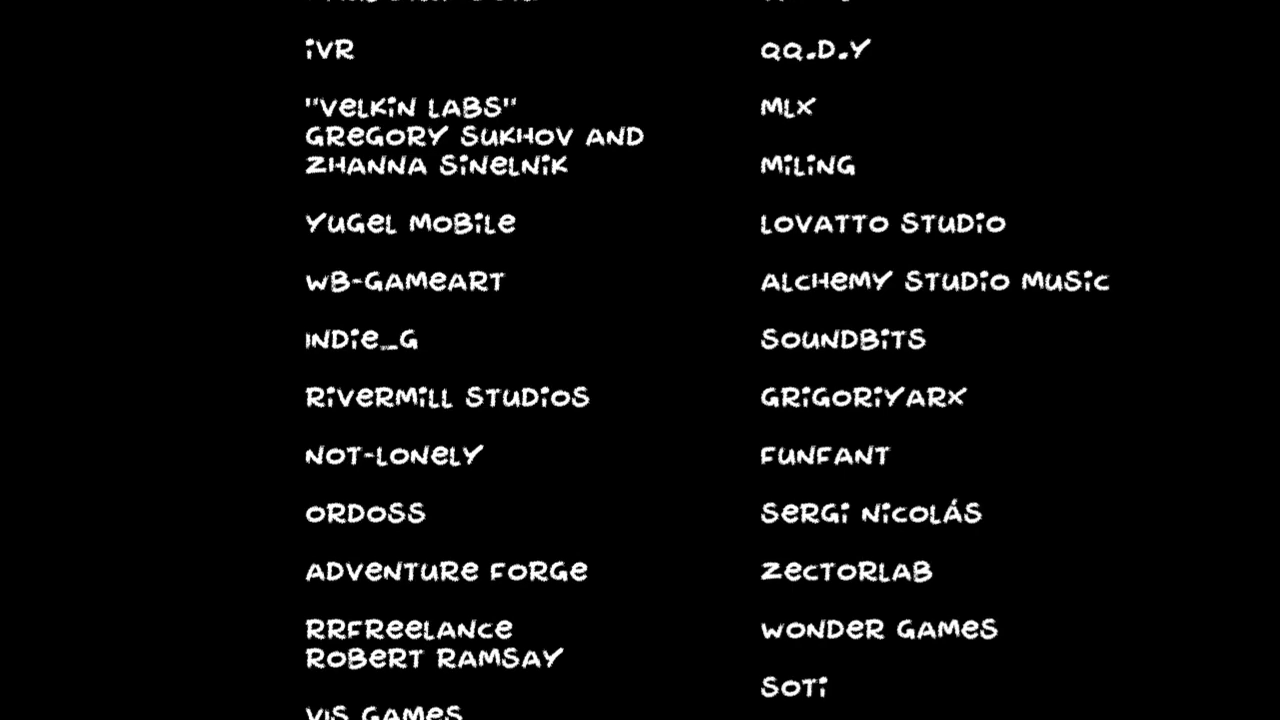 iVR
"VELKIN LABS"
GREGORY SUKHOV AND
ZHANNA SINELNIK
YUGEL MOBILE
WB-GAMEART
INDIE_G
RIVERMILL STUDIOS
NOT-LONELY
ORDOSS
ADVENTURE FORGE
RRFREELANCE
ROBERT RAMSAY
VIS GAMES
QQ.D.Y
MLX
MILING
LOVATTO STUDIO
ALCHEMY STUDIO MUSIC
SOUNDBITS
GRIGORIYARX
FUNFANT
SERGI NICOLÁS
ZECTORLAB
WONDER GAMES
SOTI